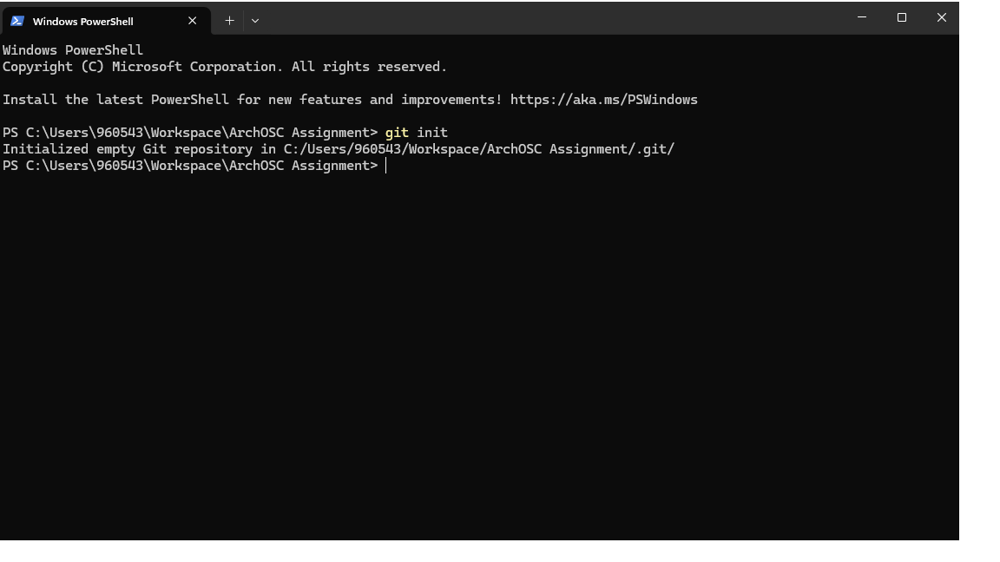 Windows PowerShell
Windows PowerShell
Copyright (C) Microsoft Corporation. All rights reserved.
Install the latest PowerShell for new features and improvements! https://aka.ms/PSWindows
PS C:\Users\960543\Workspace\ArchOSC Assignment> git init
Initialized empty Git repository in C:/Users/960543/Workspace/ArchOSC Assignment/.git/
PS C:\Users\960543\Workspace\ArchOSC Assignment>